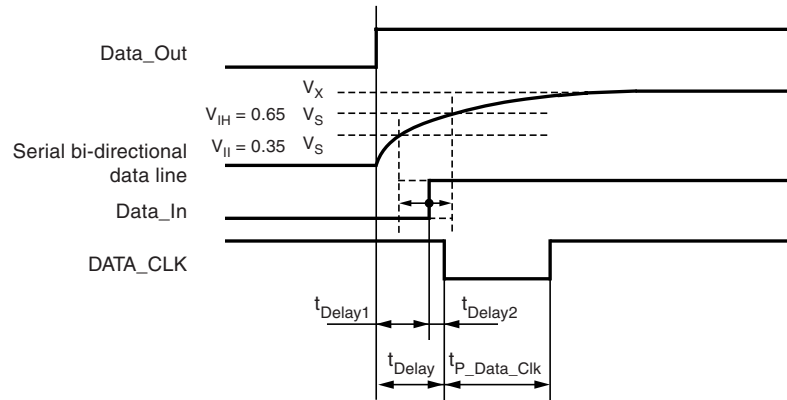 Data_Out
V_X
V_IH = 0.65 V_S
V_Il = 0.35 V_S
Serial bi-directional
data line
Data_In
DATA_CLK
t_Delay1 t_Delay2
t_Delay t_P_Data_Clk